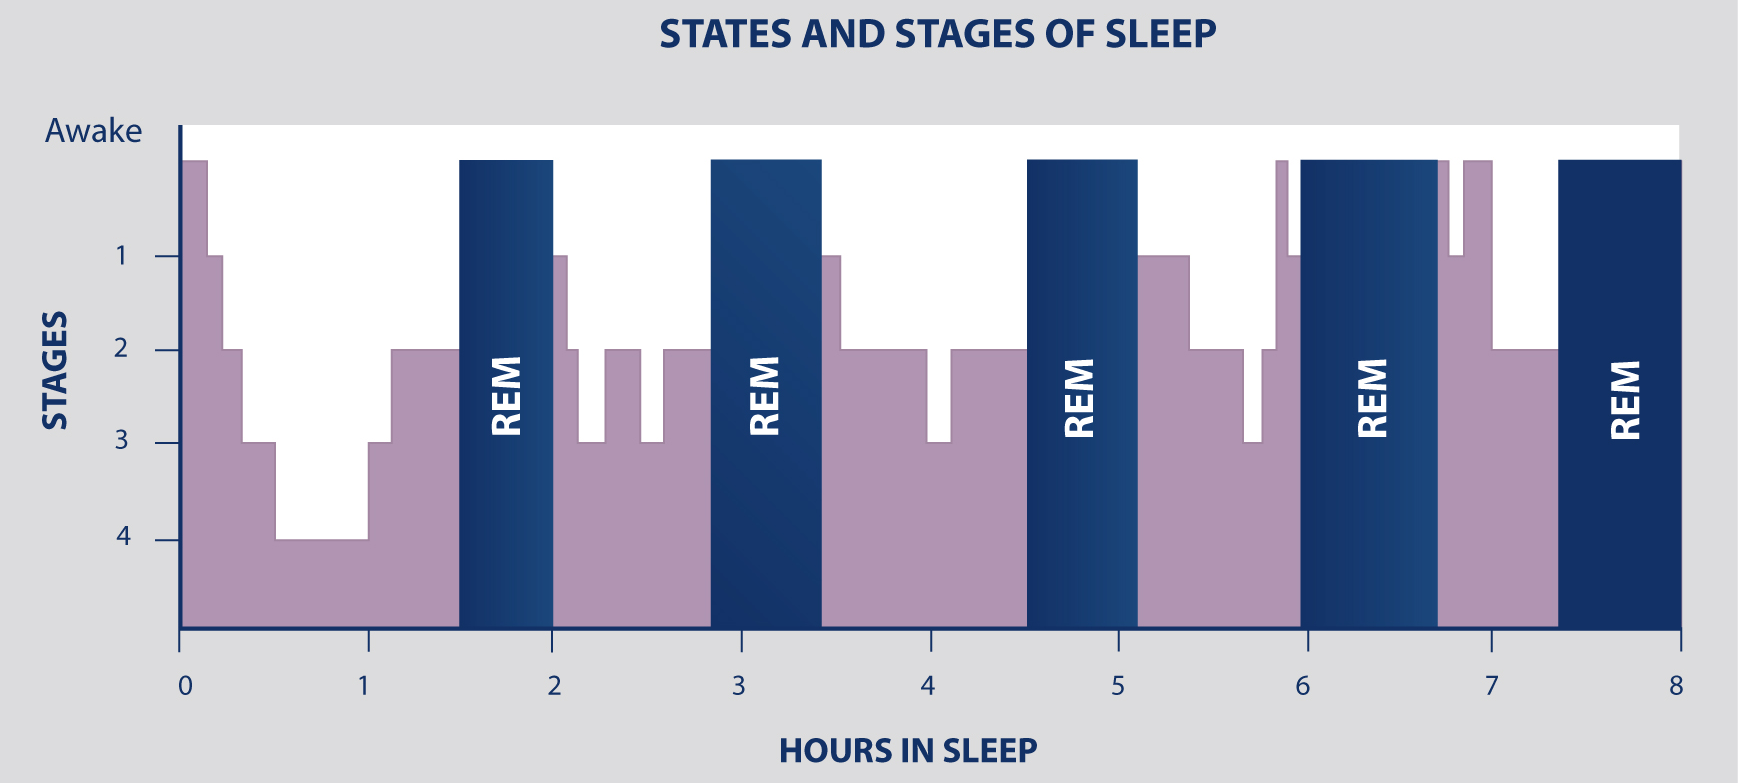 STATES AND STAGES OF SLEEP
Awake
1
2
3
4
STAGES
REM
REM
REM
REM
REM
0 1 2 3 4 5 6 7 8
HOURS IN SLEEP